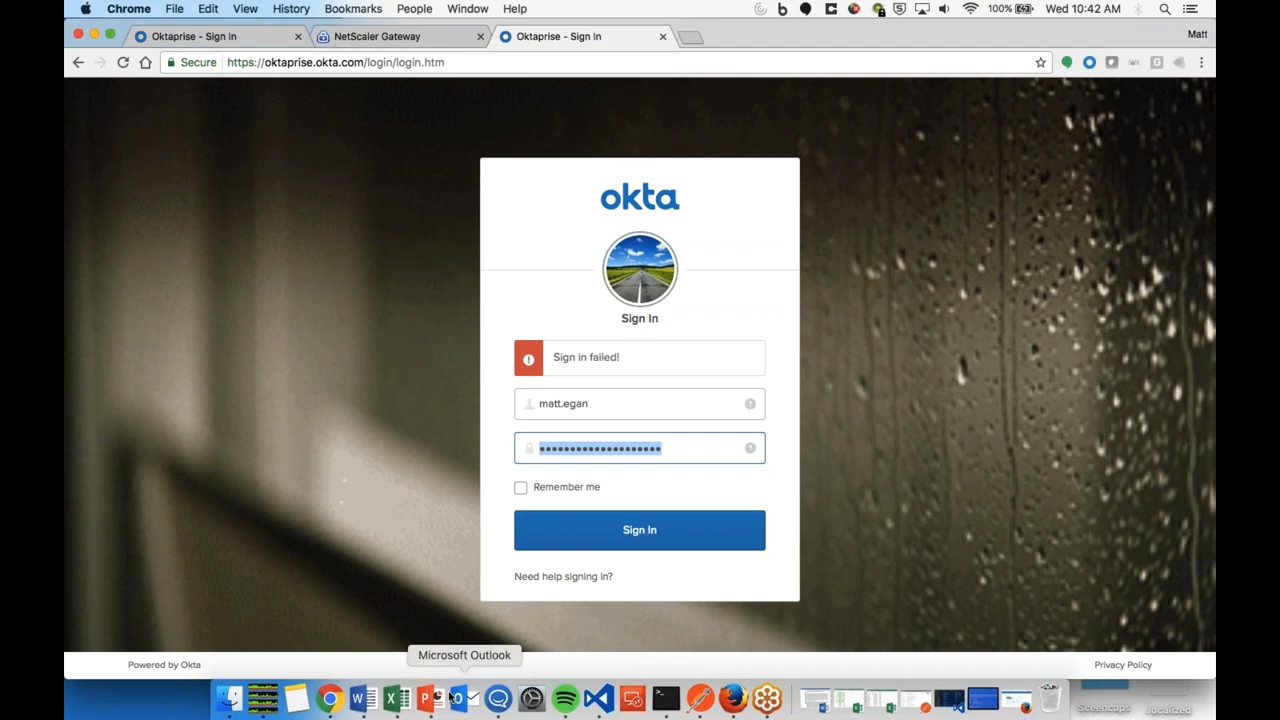 Chrome File Edit View History Bookmarks People Window Help 100% Wed 10:42 AM
Oktaprise - Sign In NetScaler Gateway Oktaprise - Sign In Matt
Secure https://oktaprise.okta.com/login/login.htm
okta
Sign In
Sign in failed!
matt.egan
Remember me
Sign In
Need help signing in?
Microsoft Outlook
Powered by Okta Privacy Policy
Screencaps localized